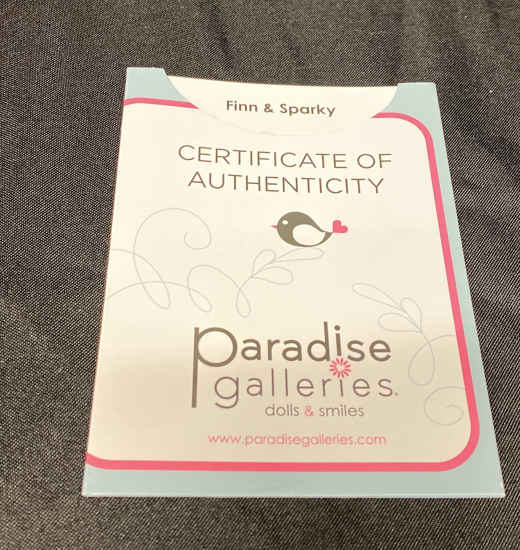 Finn & Sparky
CERTIFICATE OF
AUTHENTICITY
paradise
galleries.
dolls & smiles
www.paradisegalleries.com